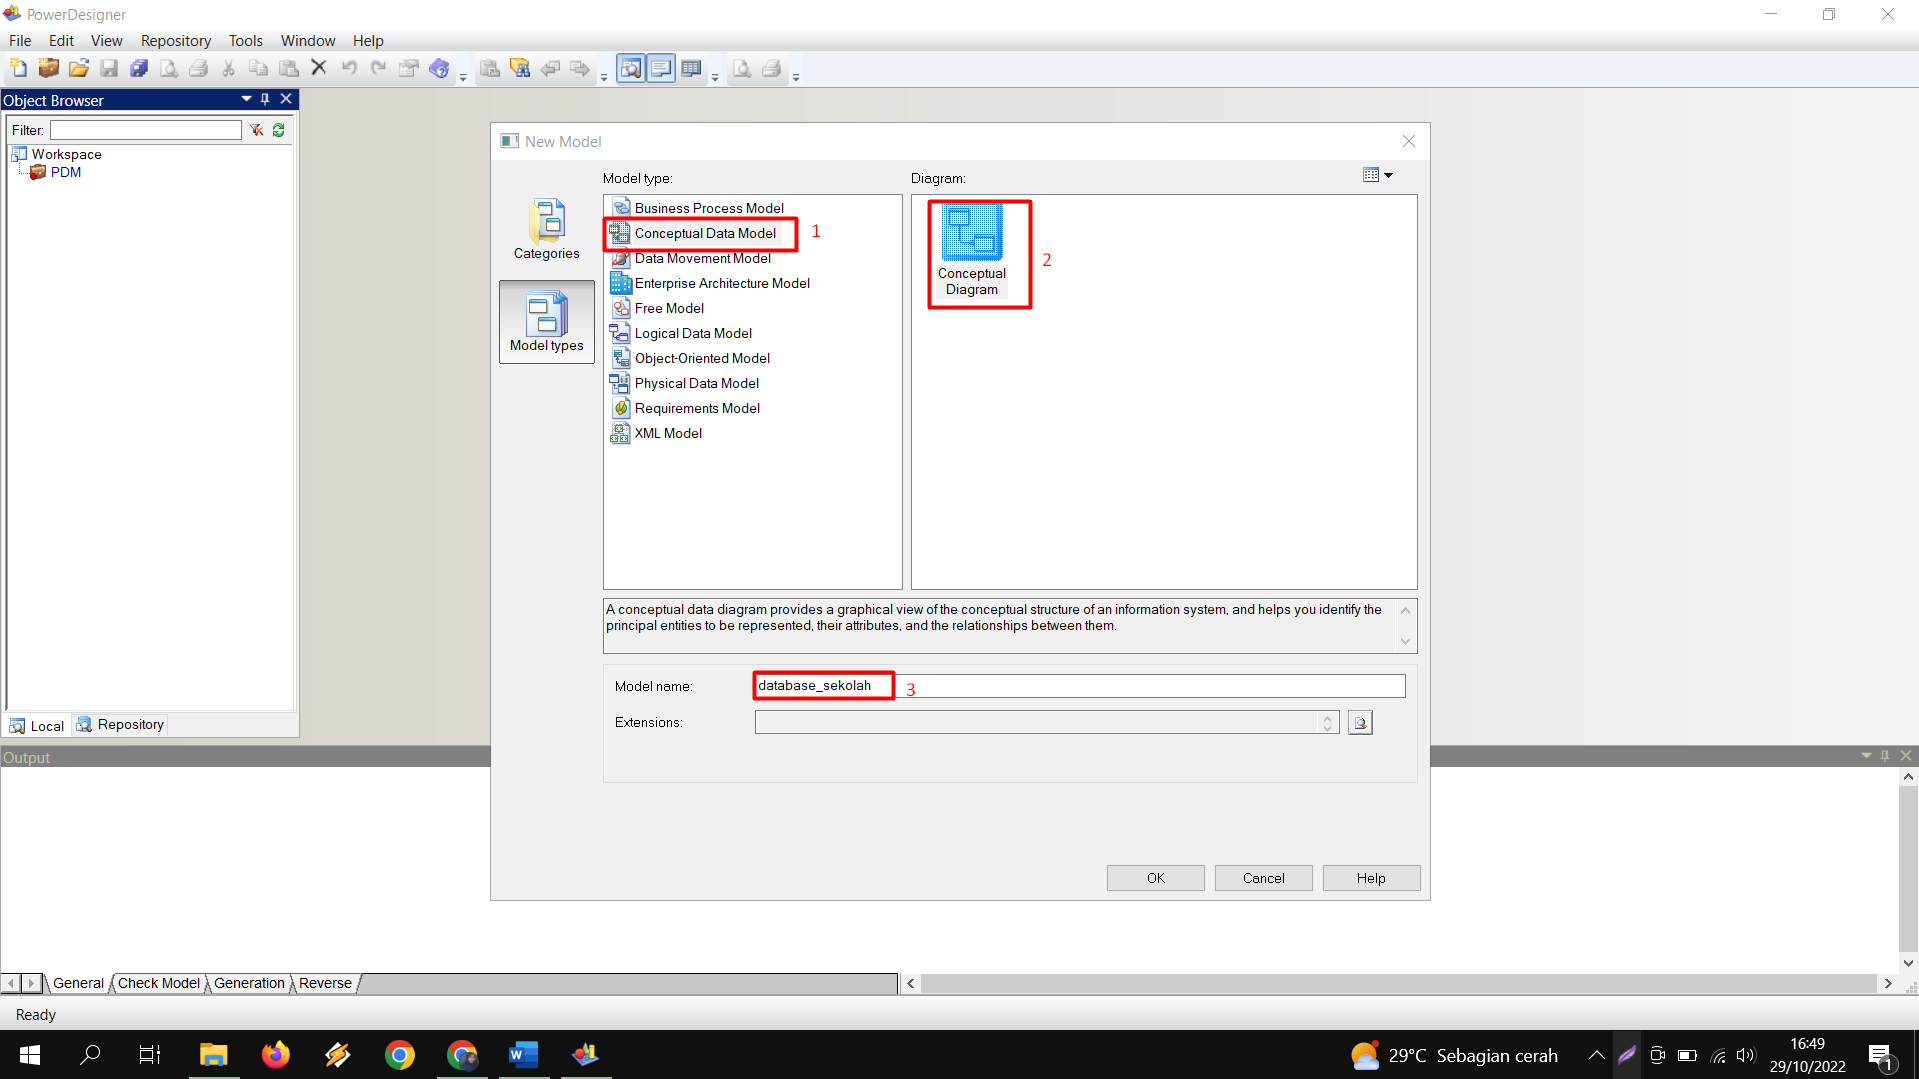 PowerDesigner
File Edit View Repository Tools Window Help
Object Browser
Filter:
Workspace
PDM
Local Repository
New Model
Categories
Model types
Model type:
Business Process Model
Conceptual Data Model 1
Data Movement Model
Enterprise Architecture Model
Free Model
Logical Data Model
Object-Oriented Model
Physical Data Model
Requirements Model
XML Model
Diagram:
Conceptual
Diagram
2
A conceptual data diagram provides a graphical view of the conceptual structure of an information system, and helps you identify the
principal entities to be represented, their attributes, and the relationships between them.
Model name: database_sekolah 3
Extensions:
OK Cancel Help
Output
General Check Model Generation Reverse
Ready
29°C Sebagian cerah
16:49
29/10/2022
1